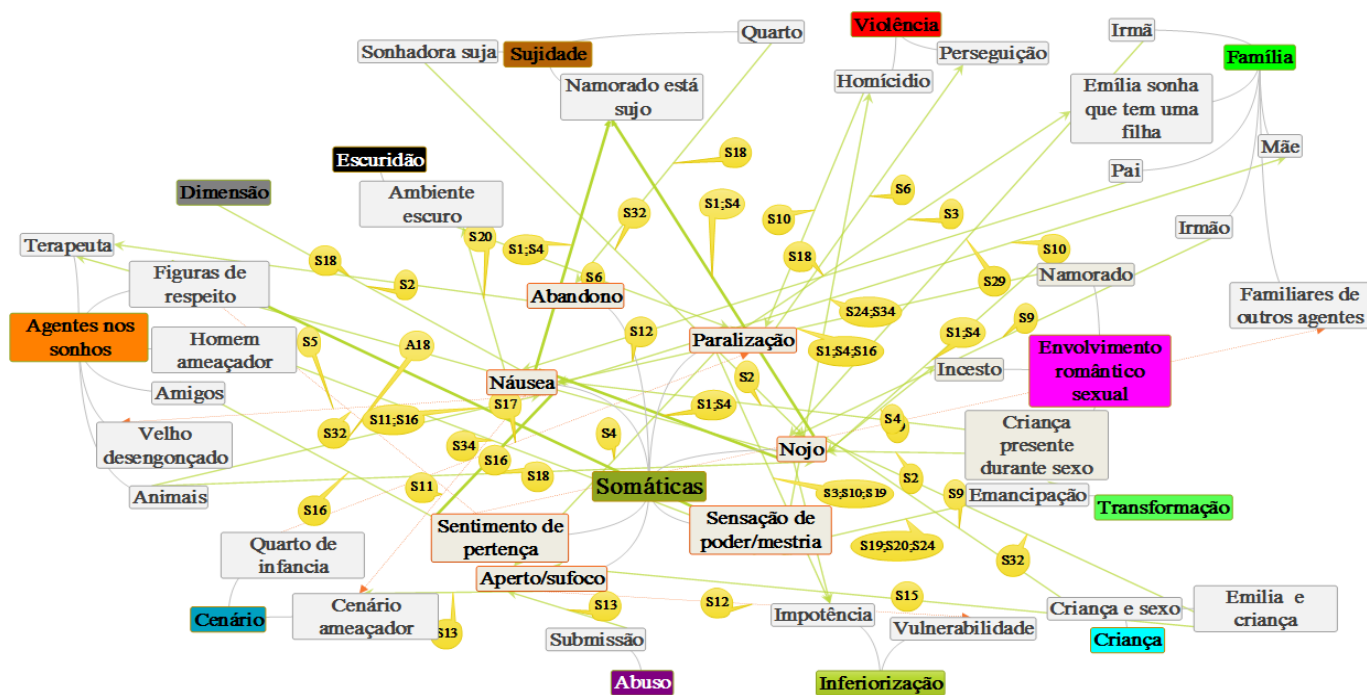 Sonhadora suja
Sujidade
Quarto
Violência
Irmã
Perseguição
Família
Homícidio
Namorado está
sujo
Emília sonha
que tem uma
filha
Mãe
Escuridão
S18
Pai
Dimensão
Ambiente
escuro
S6
S1;S4
S32
S10
S3
Irmão
Terapeuta
S20
S1;S4
S10
S18
S18
Figuras de
respeito
S2
S6
S29
Namorado
Abandono
Familiares de
outros agentes
Agentes nos
sonhos
Homem
ameaçador
S5
A18
S12
Paralização
S24;S34
S1;S4;S16
S1;S4
S9
Envolvimento
romântico
sexual
Incesto
S2
Náusea
Amigos
S17
S1;S4
S11;S16
S32
S4
Criança
presente
durante sexo
Velho
desengonçado
S34
S4
Nojo
S16
S18
S2
Animais
S11
Somáticas
S3;S10;S19
S9
Emancipação
Transformação
S16
Sentimento de
pertença
Sensação de
poder/mestria
S19;S20;S24
S32
Quarto de
infancia
Aperto/sufoco
S15
Cenário
Cenário
ameaçador
S13
S13
S12
Impotência
Vulnerabilidade
Criança e sexo
Emilia e
criança
Submissão
Criança
Abuso
Inferiorização